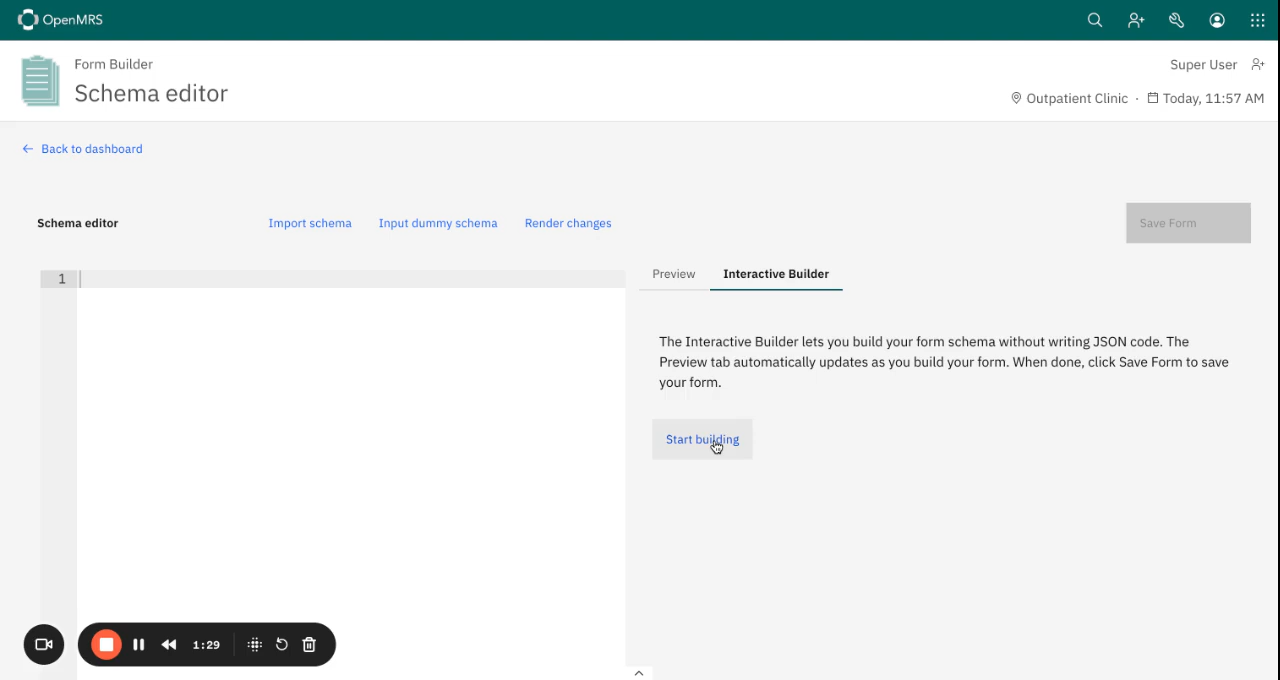 OpenMRS
Form Builder
Schema editor
Super User
Outpatient Clinic · Today, 11:57 AM
← Back to dashboard
Schema editor
Import schema
Input dummy schema
Render changes
Save Form
1
Preview
Interactive Builder
The Interactive Builder lets you build your form schema without writing JSON code. The
Preview tab automatically updates as you build your form. When done, click Save Form to save
your form.
Start building
1:29